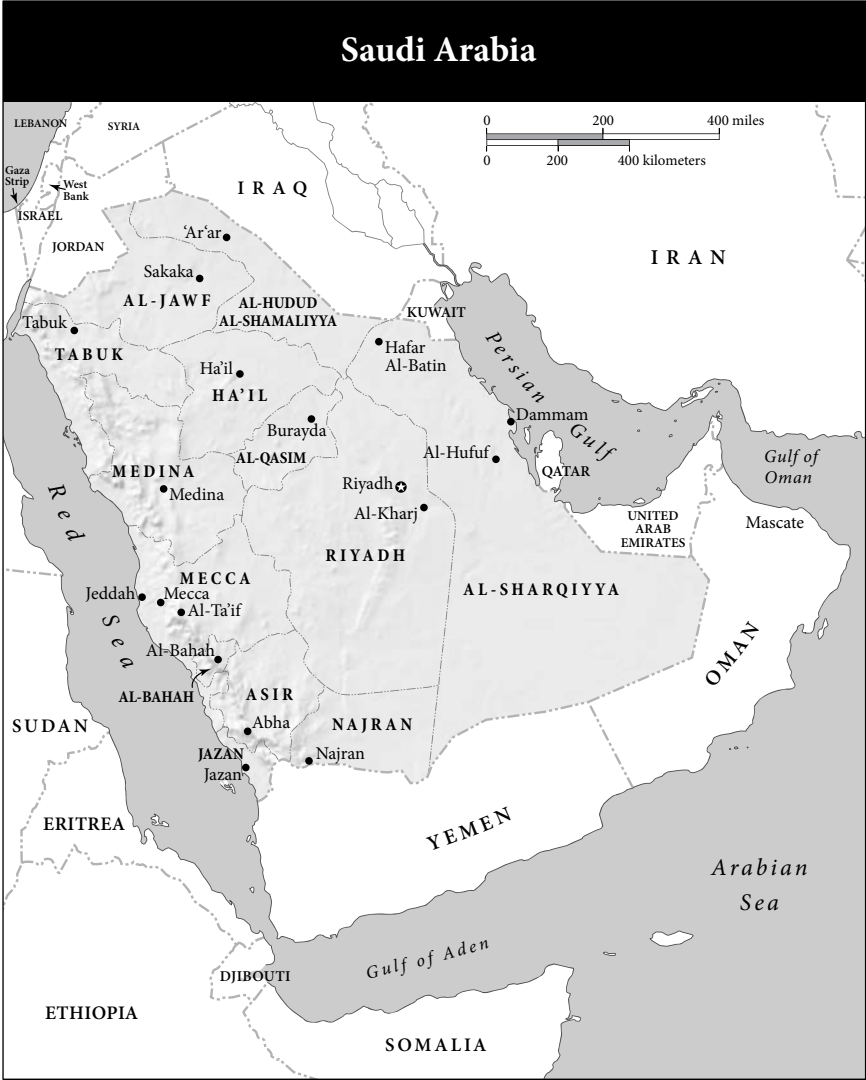 Saudi Arabia
0 200 400 miles
0 200 400 kilometers
LEBANON
SYRIA
Gaza
Strip
West
Bank
ISRAEL
JORDAN
IRAQ
IRAN
‘Ar‘ar
Sakaka
AL-JAWF
AL-HUDUD
AL-SHAMALIYYA
KUWAIT
Tabuk
TABUK
Hafar
Al-Batin
Persian
Gulf
Ha’il
HA’IL
Burayda
AL-QASIM
Dammam
Al-Hufuf
QATAR
Gulf of
Oman
MEDINA
Medina
Riyadh
Al-Kharj
RIYADH
UNITED
ARAB
EMIRATES
Mascate
Red
Sea
MECCA
Jeddah
Mecca
Al-Ta’if
AL-SHARQIYYA
Al-Bahah
AL-BAHAH
ASIR
Abha
NAJRAN
Najran
JAZAN
Jazan
OMAN
SUDAN
ERITREA
YEMEN
Arabian
Sea
Gulf of Aden
DJIBOUTI
ETHIOPIA
SOMALIA